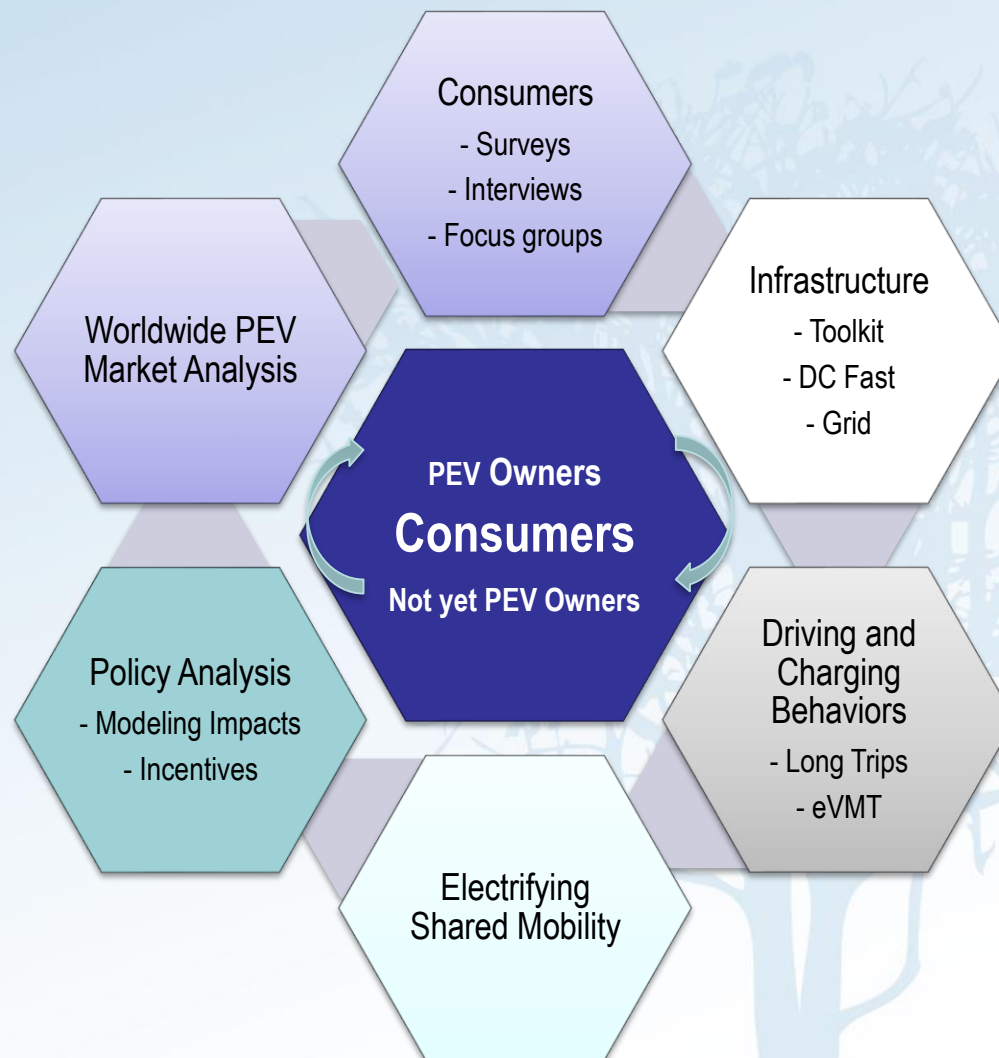 Consumers
- Surveys
- Interviews
- Focus groups
Infrastructure
- Toolkit
- DC Fast
- Grid
Worldwide PEV
Market Analysis
PEV Owners
Consumers
Not yet PEV Owners
Driving and
Charging
Behaviors
- Long Trips
- eVMT
Policy Analysis
- Modeling Impacts
- Incentives
Electrifying
Shared Mobility